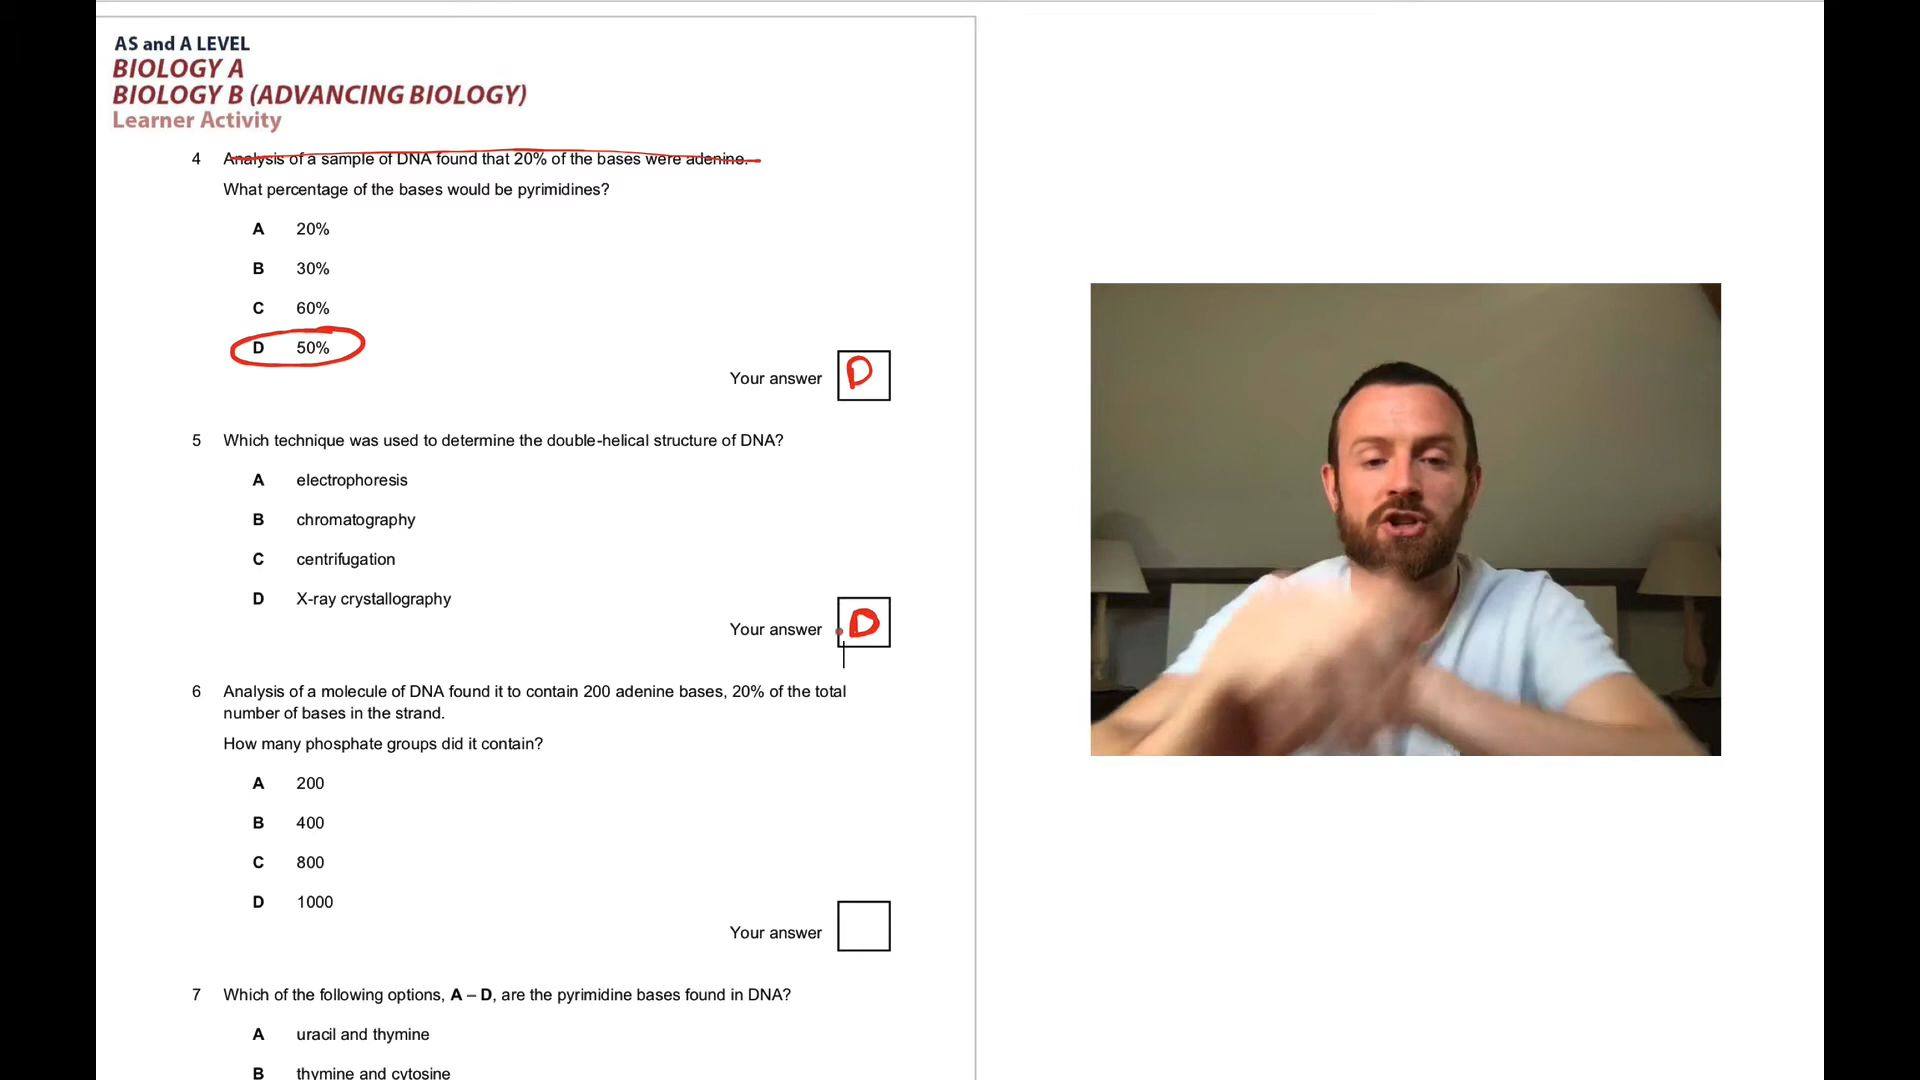 AS and A LEVEL
BIOLOGY A
BIOLOGY B (ADVANCING BIOLOGY)
Learner Activity
4 Analysis of a sample of DNA found that 20% of the bases were adenine.
What percentage of the bases would be pyrimidines?
A 20%
B 30%
C 60%
D 50%
Your answer D
5 Which technique was used to determine the double-helical structure of DNA?
A electrophoresis
B chromatography
C centrifugation
D X-ray crystallography
Your answer D
6 Analysis of a molecule of DNA found it to contain 200 adenine bases, 20% of the total
number of bases in the strand.
How many phosphate groups did it contain?
A 200
B 400
C 800
D 1000
Your answer
7 Which of the following options, A – D, are the pyrimidine bases found in DNA?
A uracil and thymine
B thymine and cytosine